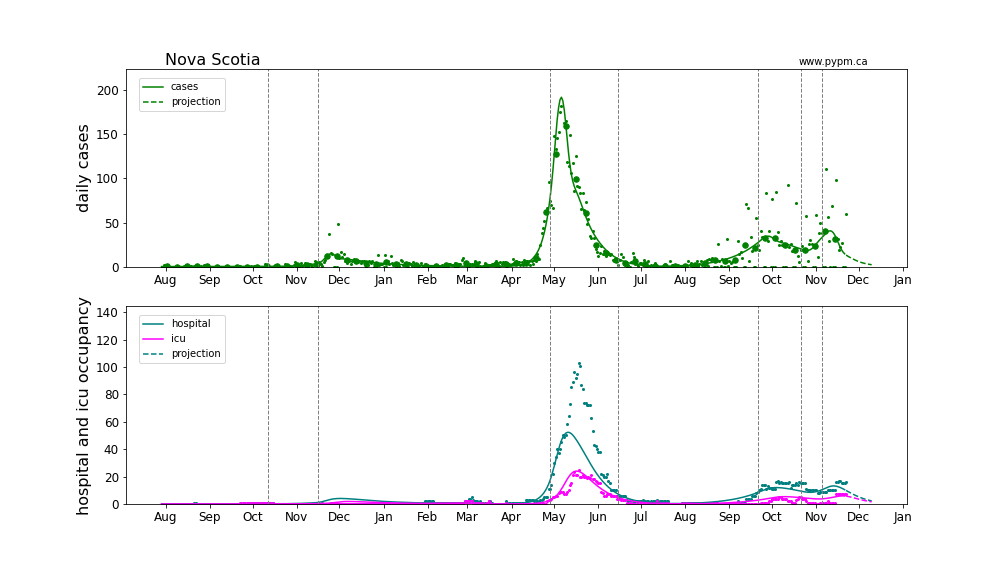 Nova Scotia
www.pypm.ca
daily cases
200
150
100
50
0
cases
projection
Aug Sep Oct Nov Dec Jan Feb Mar Apr May Jun Jul Aug Sep Oct Nov Dec Jan
hospital and icu occupancy
140
120
100
80
60
40
20
0
hospital
icu
projection
Aug Sep Oct Nov Dec Jan Feb Mar Apr May Jun Jul Aug Sep Oct Nov Dec Jan